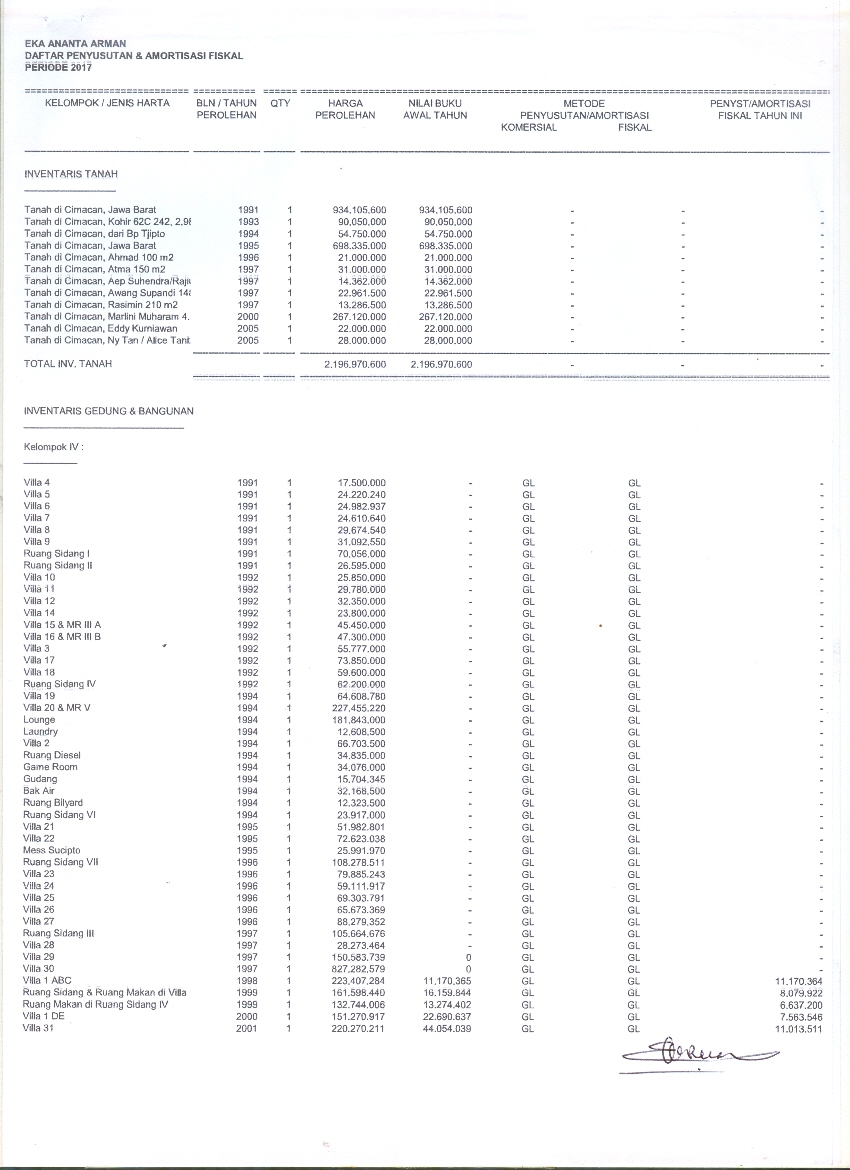 EKA ANANTA ARMAN
DAFTAR PENYUSUTAN & AMORTISASI FISKAL
PERIODE 2017
KELOMPOK / JENIS HARTA BLN / TAHUN QTY HARGA NILAI BUKU METODE PENYST/AMORTISASI
PEROLEHAN PEROLEHAN AWAL TAHUN PENYUSUTAN/AMORTISASI FISKAL TAHUN INI
KOMERSIAL FISKAL
INVENTARIS TANAH
Tanah di Cimacan, Jawa Barat 1991 1 934,105,600 934,105,600 - - -
Tanah di Cimacan, Kohir 62C 242, 2,98 1993 1 90,050,000 90,050,000 - - -
Tanah di Cimacan, dari Bp Tjipto 1994 1 54.750.000 54.750.000 - - -
Tanah di Cimacan, Jawa Barat 1995 1 698.335.000 698.335.000 - - -
Tanah di Cimacan, Ahmad 100 m2 1996 1 21.000.000 21.000.000 - - -
Tanah di Cimacan, Atma 150 m2 1997 1 31.000.000 31.000.000 - - -
Tanah di Cimacan, Aep Suhendra/Raju 1997 1 14.362.000 14.362.000 - - -
Tanah di Cimacan, Awang Supandi 148 1997 1 22.961.500 22.961.500 - - -
Tanah di Cimacan, Rasimin 210 m2 1997 1 13.286.500 13.286.500 - - -
Tanah di Cimacan, Marlini Muharam 4. 2000 1 267.120.000 267.120.000 - - -
Tanah di Cimacan, Eddy Kurniawan 2005 1 22.000.000 22.000.000 - - -
Tanah di Cimacan, Ny Tan / Alice Tant 2005 1 28.000.000 28.000.000 - - -
TOTAL INV. TANAH 2.196.970.600 2.196.970.600 - - -
INVENTARIS GEDUNG & BANGUNAN
Kelompok IV :
Villa 4 1991 1 17.500.000 - GL GL -
Villa 5 1991 1 24.220.240 - GL GL -
Villa 6 1991 1 24.982.937 - GL GL -
Villa 7 1991 1 24,610,640 - GL GL -
Villa 8 1991 1 29,674,540 - GL GL -
Villa 9 1991 1 31,092,550 - GL GL -
Ruang Sidang I 1991 1 70,056,000 - GL GL -
Ruang Sidang II 1991 1 26.595.000 - GL GL -
Villa 10 1992 1 25.850.000 - GL GL -
Villa 11 1992 1 29,780.000 - GL GL -
Villa 12 1992 1 32.350.000 - GL GL -
Villa 14 1992 1 23.800.000 - GL GL -
Villa 15 & MR III A 1992 1 45.450.000 - GL GL -
Villa 16 & MR III B 1992 1 47.300.000 - GL GL -
Villa 3 1992 1 55.777.000 - GL GL -
Villa 17 1992 1 73.850.000 - GL GL -
Villa 18 1992 1 59.600.000 - GL GL -
Ruang Sidang IV 1992 1 62.200.000 - GL GL -
Villa 19 1994 1 64,608,780 - GL GL -
Villa 20 & MR V 1994 1 227,455,220 - GL GL -
Lounge 1994 1 181,843,000 - GL GL -
Laundry 1994 1 12,608,500 - GL GL -
Villa 2 1994 1 66,703,500 - GL GL -
Ruang Diesel 1994 1 34,835,000 - GL GL -
Game Room 1994 1 34,076,000 - GL GL -
Gudang 1994 1 15,704,345 - GL GL -
Bak Air 1994 1 32,168,500 - GL GL -
Ruang Bilyard 1994 1 12,323,500 - GL GL -
Ruang Sidang VI 1994 1 23.917.000 - GL GL -
Villa 21 1995 1 51.982.801 - GL GL -
Villa 22 1995 1 72.623.038 - GL GL -
Mess Sucipto 1995 1 25.991.970 - GL GL -
Ruang Sidang VII 1996 1 108.278.511 - GL GL -
Villa 23 1996 1 79.885.243 - GL GL -
Villa 24 1996 1 59.111.917 - GL GL -
Villa 25 1996 1 69.303.791 - GL GL -
Villa 26 1996 1 65.673.369 - GL GL -
Villa 27 1996 1 88,279,352 - GL GL -
Ruang Sidang III 1997 1 105.664.676 - GL GL -
Villa 28 1997 1 28.273.464 - GL GL -
Villa 29 1997 1 150,583,739 0 GL GL -
Villa 30 1997 1 827,282,579 0 GL GL -
Villa 1 ABC 1998 1 223,407,284 11,170,365 GL GL 11,170,364
Ruang Sidang & Ruang Makan di Villa 1999 1 161,598,440 16,159,844 GL GL 8,079,922
Ruang Makan di Ruang Sidang IV 1999 1 132.744.006 13.274.402 GL GL 6.637.200
Villa 1 DE 2000 1 151.270.917 22.690.637 GL GL 7.563.546
Villa 31 2001 1 220.270.211 44.054.039 GL GL 11.013.511